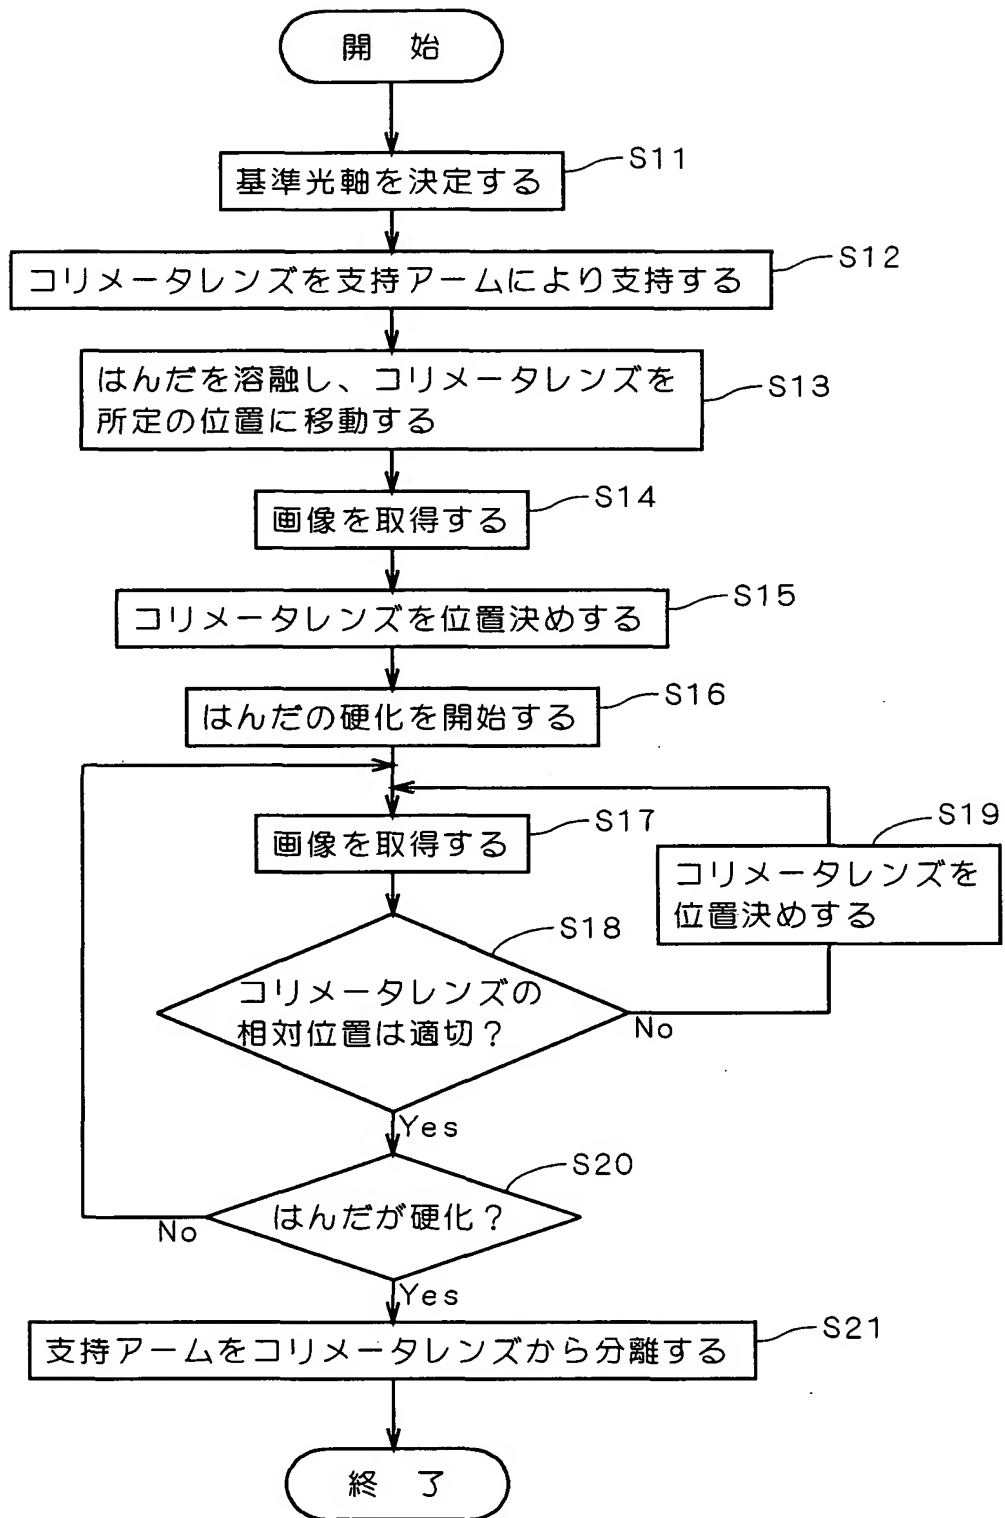 開 始
S11
基準光軸を決定する
S12
コリメータレンズを支持アームにより支持する
S13
はんだを溶融し、コリメータレンズを
所定の位置に移動する
S14
画像を取得する
S15
コリメータレンズを位置決めする
S16
はんだの硬化を開始する
S17
画像を取得する
S19
コリメータレンズを
位置決めする
S18
コリメータレンズの
相対位置は適切?
No
Yes
S20
はんだが硬化?
No
Yes
S21
支持アームをコリメータレンズから分離する
終 了